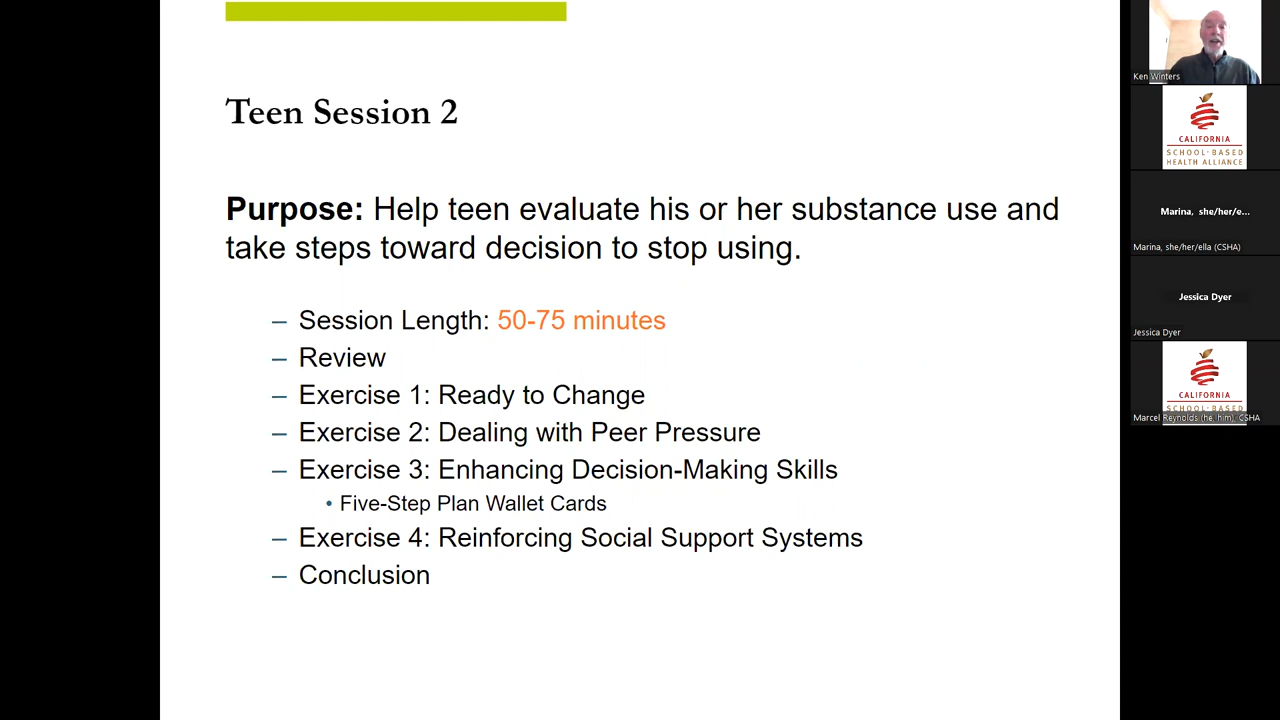 Teen Session 2
Purpose: Help teen evaluate his or her substance use and
take steps toward decision to stop using.
– Session Length: 50-75 minutes
– Review
– Exercise 1: Ready to Change
– Exercise 2: Dealing with Peer Pressure
– Exercise 3: Enhancing Decision-Making Skills
• Five-Step Plan Wallet Cards
– Exercise 4: Reinforcing Social Support Systems
– Conclusion
Ken Winters
CALIFORNIA
SCHOOL-BASED
HEALTH ALLIANCE
Marina, she/her/e...
Marina, she/her/ella (CSHA)
Jessica Dyer
Jessica Dyer
CALIFORNIA
SCHOOL-BASED
Marcel Reynolds (he, him), CSHA